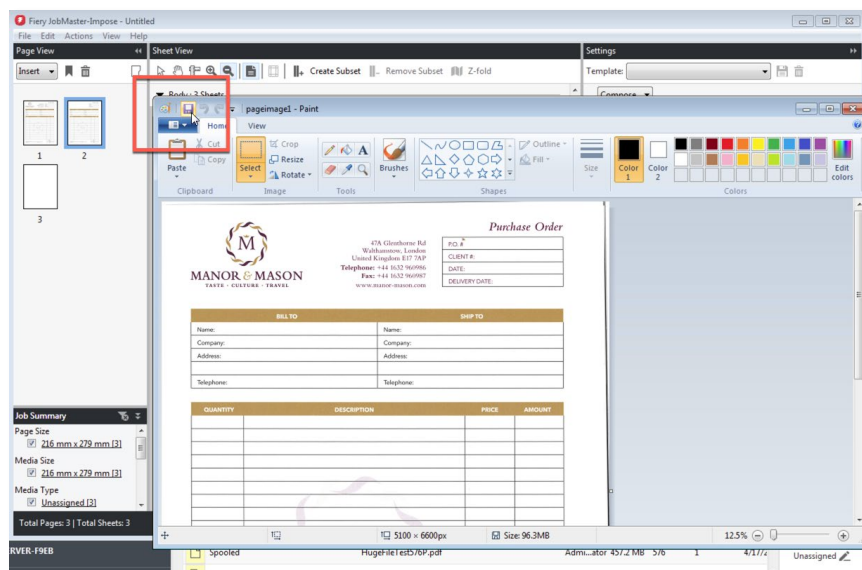 Fiery JobMaster-Impose - Untitled
File Edit Actions View Help
Page View
Sheet View
Settings
Insert
Create Subset
Remove Subset
Z-fold
Template:
Body: 3 Sheets
Compose
pageimage1 - Paint
Home View
Cut
Copy
Paste
Clipboard
Select
Crop
Resize
Rotate
Image
A
Tools
Brushes
Outline
Fill
Shapes
Size
Color 1
Color 2
Edit colors
Colors
1 2
3
M
MANOR & MASON
TASTE - CULTURE - TRAVEL
47A Glenthorne Rd
Walthamstow, London
United Kingdom E17 7AP
Telephone: +44 1632 960986
Fax: +44 1632 960987
www.manor-mason.com
Purchase Order
P.O. #
CLIENT #:
DATE:
DELIVERY DATE:
BILL TO SHIP TO
Name: Name:
Company: Company:
Address: Address:
Telephone: Telephone:
QUANTITY DESCRIPTION PRICE AMOUNT
Job Summary
Page Size
216 mm x 279 mm [3]
Media Size
216 mm x 279 mm [3]
Media Type
Unassigned [3]
Total Pages: 3 | Total Sheets: 3
5100 × 6600px
Size: 96.3MB
12.5%
RVER-F9EB
Spooled HugeFileTest576P.pdf Admi...ator 457.2 MB 576 1 4/17/2
Unassigned